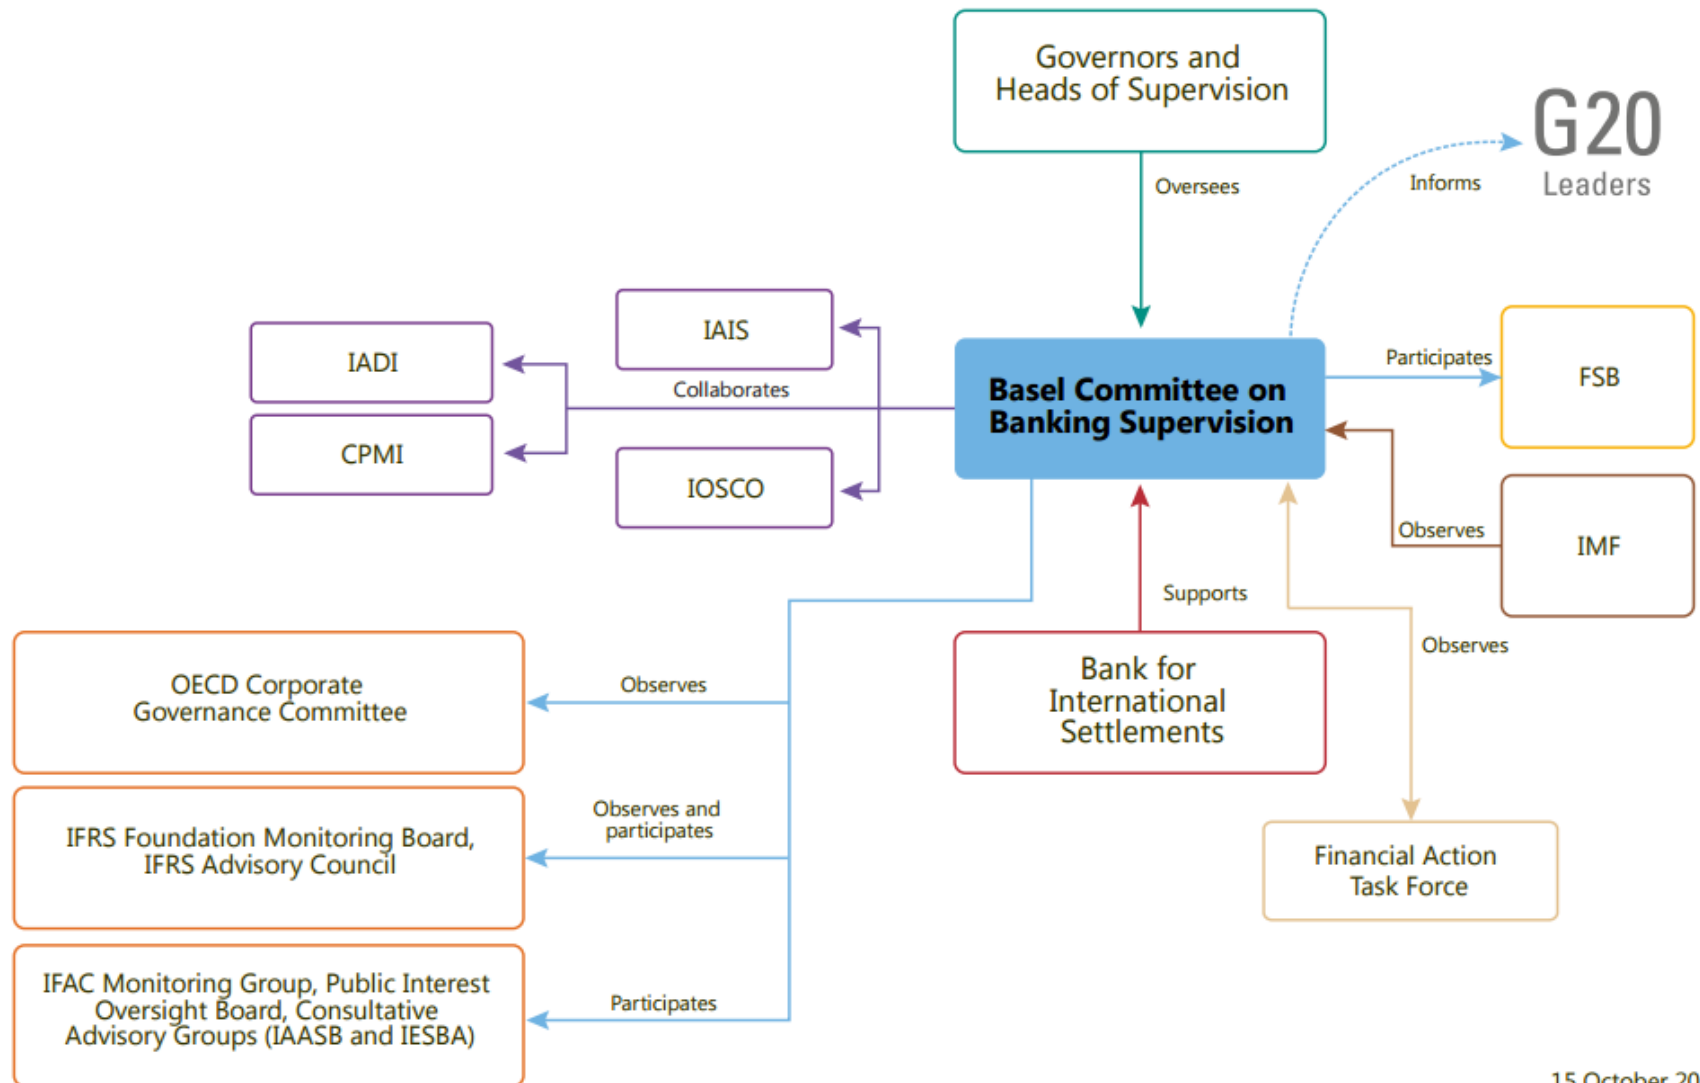 Governors and
Heads of Supervision
G20
Leaders
Oversees
Informs
IAIS
IADI
Collaborates
CPMI
IOSCO
Basel Committee on
Banking Supervision
Participates
FSB
Observes
IMF
Supports
Bank for
International
Settlements
Observes
Financial Action
Task Force
OECD Corporate
Governance Committee
Observes
IFRS Foundation Monitoring Board,
IFRS Advisory Council
Observes and
participates
IFAC Monitoring Group, Public Interest
Oversight Board, Consultative
Advisory Groups (IAASB and IESBA)
Participates
15 October 20